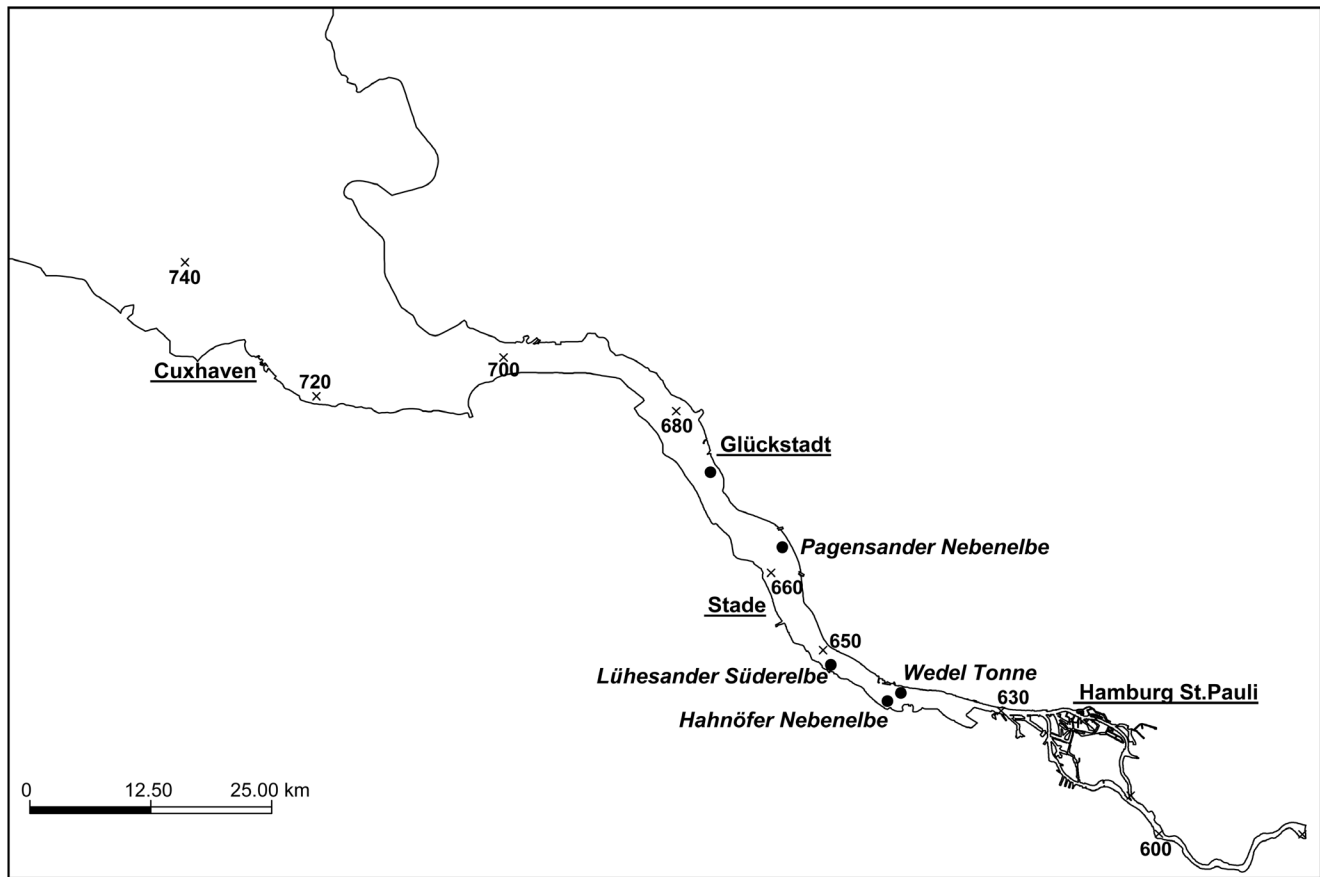 740
Cuxhaven
720
700
680
Glückstadt
Pagensander Nebenelbe
660
Stade
650
Lühesander Süderelbe
Wedel Tonne
630
Hamburg St.Pauli
Hahnöfer Nebenelbe
0 12.50 25.00 km
600